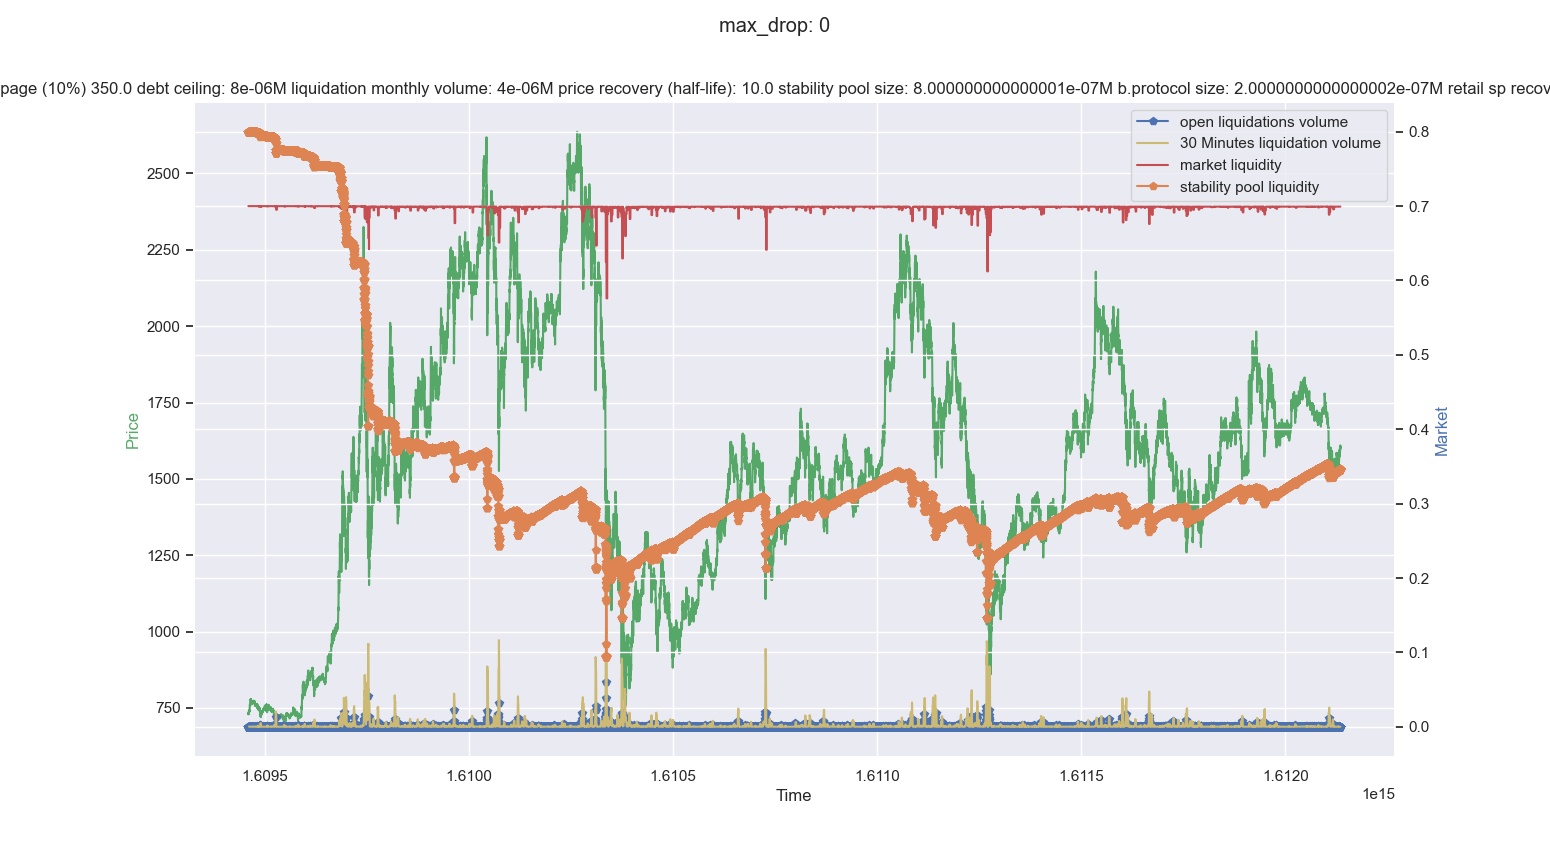 max_drop: 0
page (10%) 350.0 debt ceiling: 8e-06M liquidation monthly volume: 4e-06M price recovery (half-life): 10.0 stability pool size: 8.000000000000001e-07M b.protocol size: 2.0000000000000002e-07M retail sp recov
open liquidations volume
30 Minutes liquidation volume
market liquidity
stability pool liquidity
2500
2250
2000
1750
1500
1250
1000
750
Price
0.8
0.7
0.6
0.5
0.4
0.3
0.2
0.1
0.0
Market
1.6095
1.6100
1.6105
1.6110
1.6115
1.6120
Time
1e15